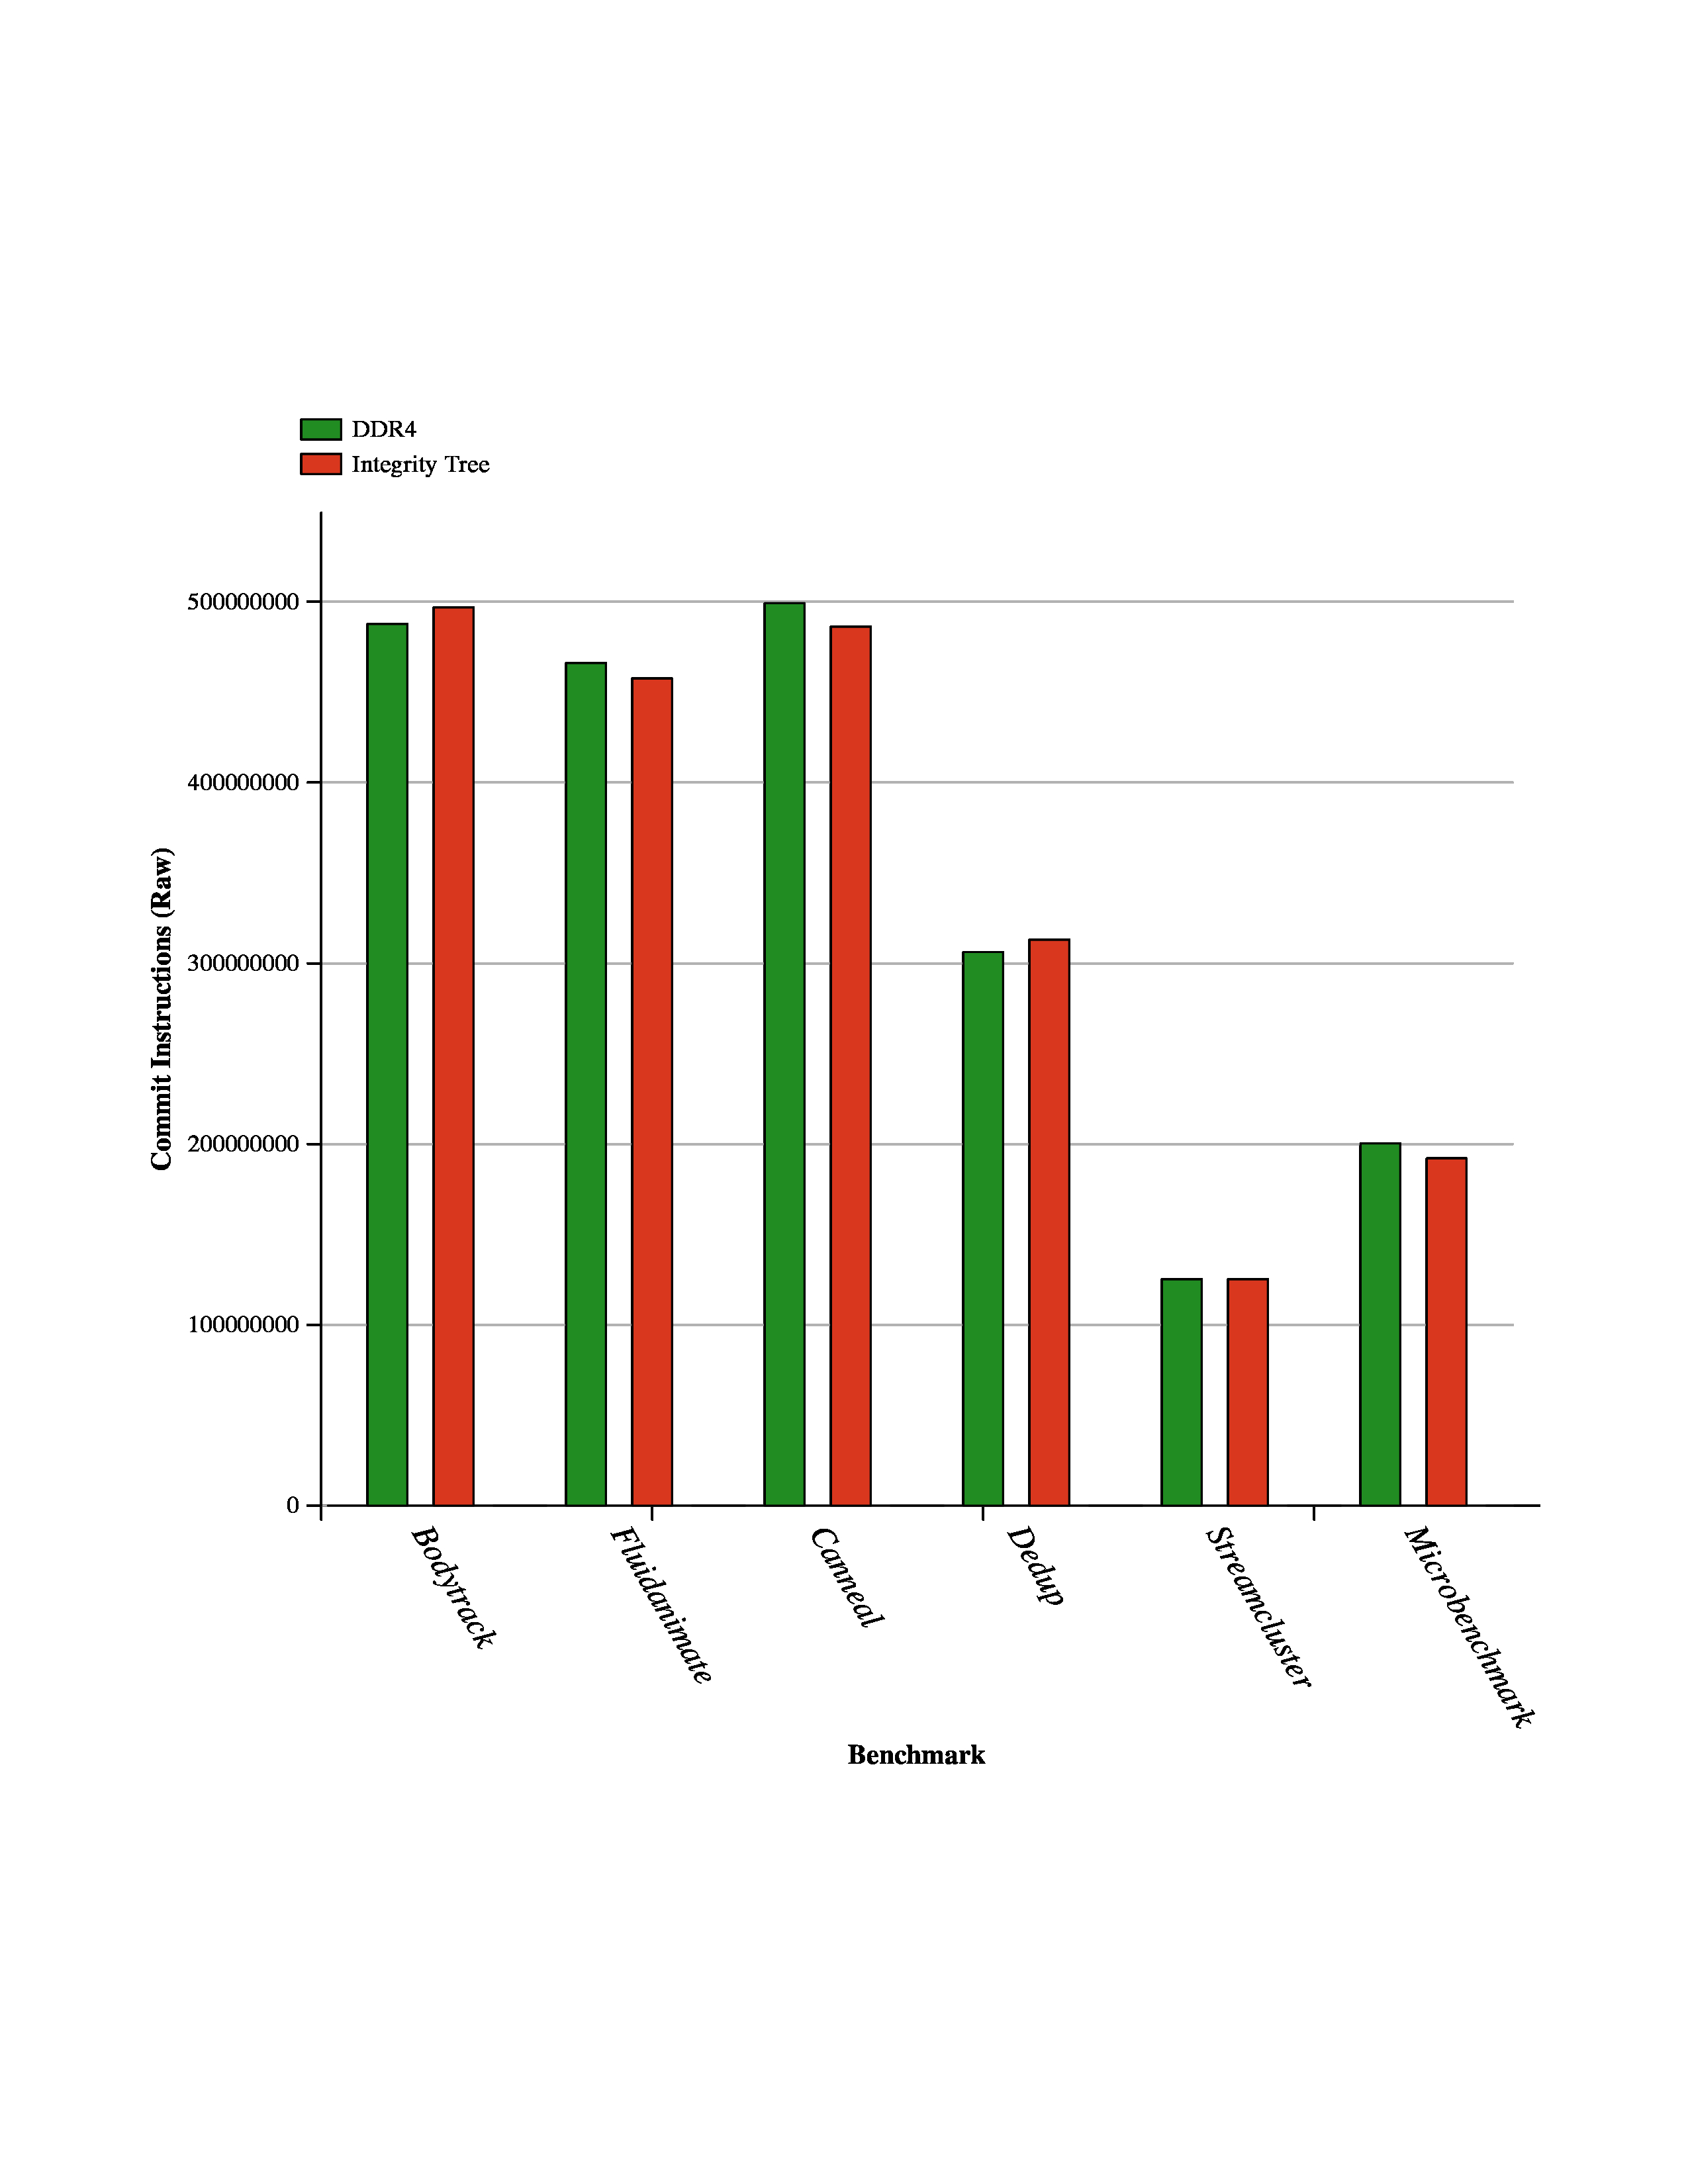 DDR4
Integrity Tree
500000000
400000000
300000000
200000000
100000000
0
Commit Instructions (Raw)
Bodytrack
Fluidanimate
Canneal
Dedup
Streamcluster
Microbenchmark
Benchmark